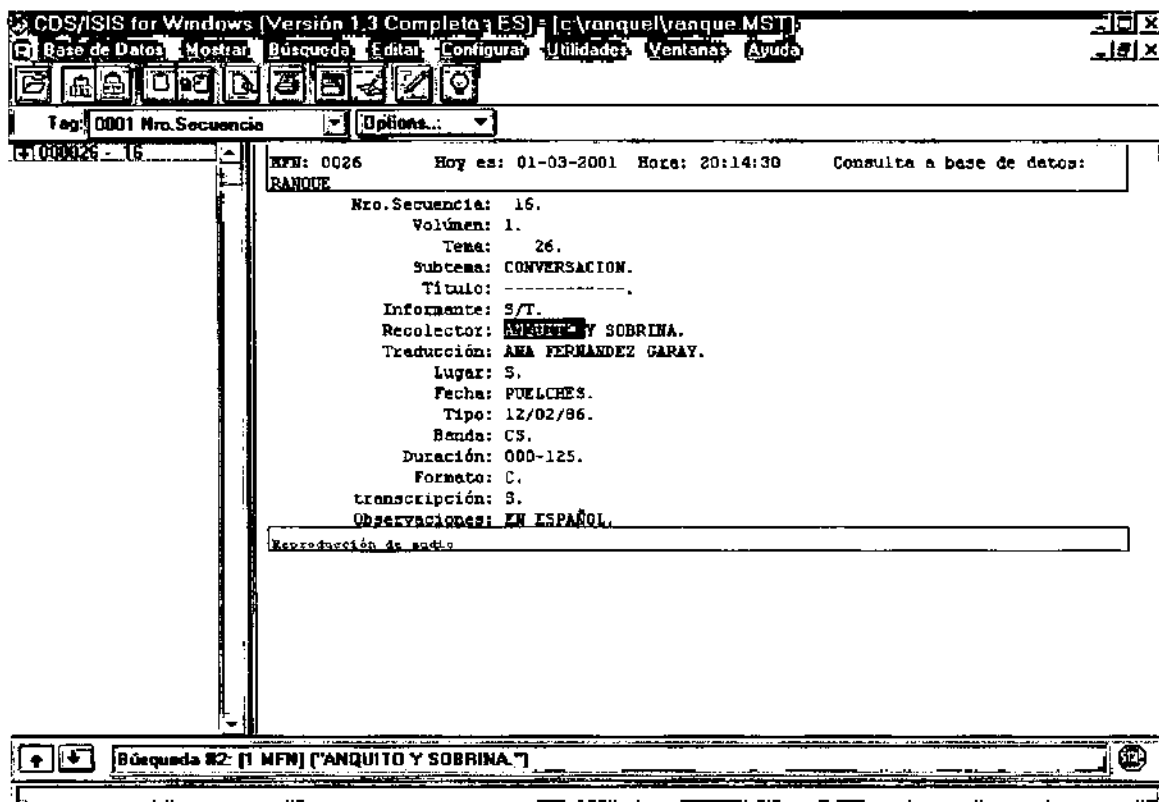 CDS/ISIS for Windows (Versión 1.3 Completa ES) - [c:\ranquel\ranque.MST]
Base de Datos Mostrar Búsqueda Editar Configurar Utilidades Ventanas Ayuda
Tag: 0001 Nro.Secuencia Options..:
000026 - 16
MFN: 0026 Hoy es: 01-03-2001 Hora: 20:14:30 Consulta a base de datos:
RANQUE
Nro.Secuencia: 16.
Volúmen: 1.
Tema: 26.
Subtema: CONVERSACION.
Título: ------------.
Informante: S/T.
Recolector: Y SOBRINA.
Traducción: ANA FERNANDEZ GARAY.
Lugar: S.
Fecha: PUELCHES.
Tipo: 12/02/86.
Banda: CS.
Duración: 000-125.
Formato: C.
transcripción: S.
Observaciones: EN ESPAÑOL.
Reproducción de audio
Búsqueda #2: [1 MFN] ("ANQUITO Y SOBRINA.")